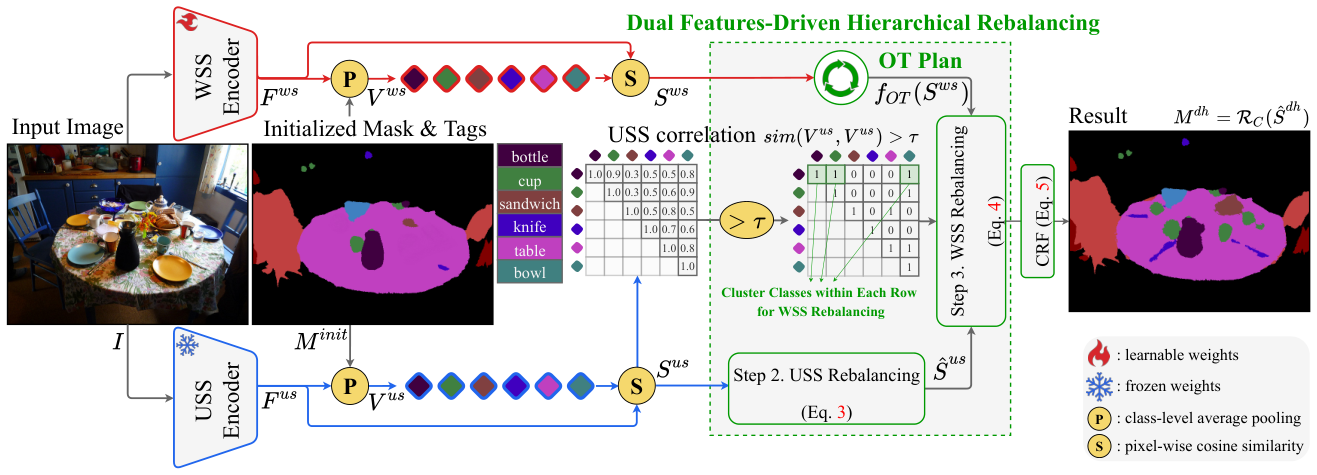 Dual Features-Driven Hierarchical Rebalancing
WSS Encoder
F^{ws}
P
V^{ws}
S
S^{ws}
OT Plan
f_{OT}(S^{ws})
Input Image
Initialized Mask & Tags
USS correlation
sim(V^{us}, V^{us}) > τ
Result
M^{dh} = R_C(Ŝ^{dh})
bottle
cup
sandwich
knife
table
bowl
1.0 0.9 0.3 0.5 0.5 0.8
1.0 0.3 0.5 0.6 0.9
1.0 0.5 0.8 0.5
1.0 0.7 0.6
1.0 0.8
1.0
> τ
1 1 0 0 0 1
1 0 0 0 1
1 0 1 0
1 0 0
1 1
1
Cluster Classes within Each Row
for WSS Rebalancing
Step 3. WSS Rebalancing
(Eq. 4)
CRF (Eq. 5)
I
M^{init}
USS Encoder
F^{us}
P
V^{us}
S
S^{us}
Step 2. USS Rebalancing
(Eq. 3)
Ŝ^{us}
: learnable weights
: frozen weights
P : class-level average pooling
S : pixel-wise cosine similarity